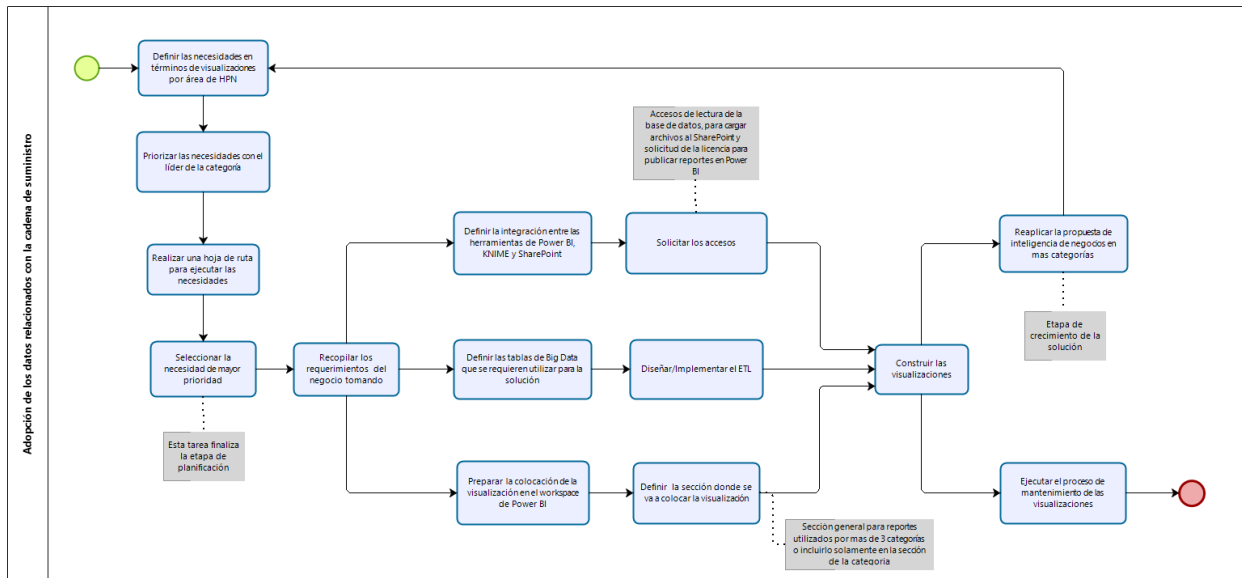 Adopción de los datos relacionados con la cadena de suministro
Definir las necesidades en
términos de visualizaciones
por área de HPN
Priorizar las necesidades con el
líder de la categoría
Realizar una hoja de ruta
para ejecutar las
necesidades
Seleccionar la
necesidad de mayor
prioridad
Esta tarea finaliza
la etapa de
planificación
Recopilar los
requerimientos del
negocio tomando
Accesos de lectura de la
base de datos, para cargar
archivos al SharePoint y
solicitud de la licencia para
publicar reportes en Power
BI
Definir la integración entre las
herramientas de Power BI,
KNIME y SharePoint
Solicitar los accesos
Definir las tablas de Big Data
que se requieren utilizar para la
solución
Diseñar/Implementar el ETL
Preparar la colocación de la
visualización en el workspace
de Power BI
Definir la sección donde se
va a colocar la visualización
Sección general para reportes
utilizados por mas de 3 categorías
o incluirlo solamente en la sección
de la categoria
Construir las
visualizaciones
Reaplicar la propuesta de
inteligencia de negocios en
mas categorías
Etapa de
crecimiento de la
solución
Ejecutar el proceso de
mantenimiento de las
visualizaciones